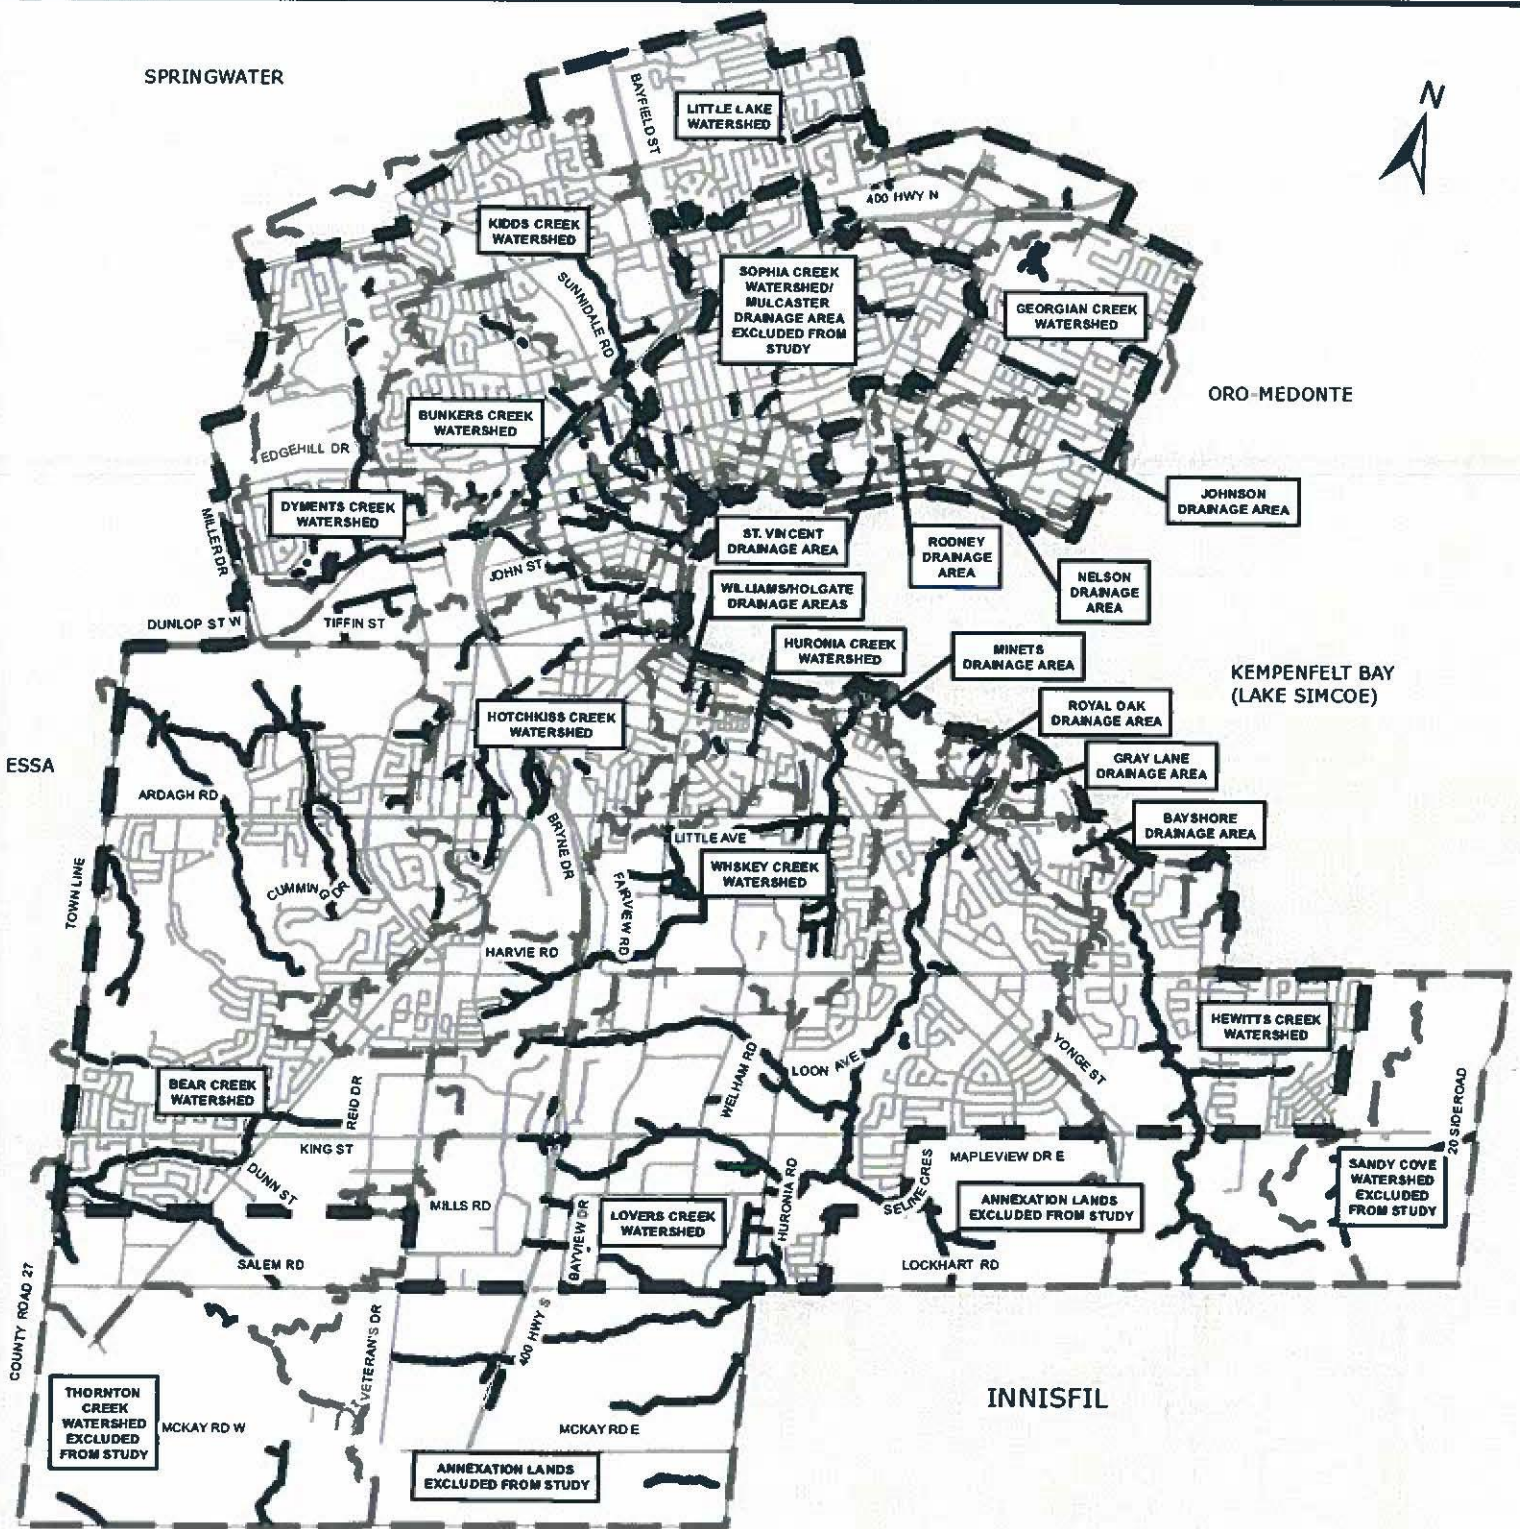 SPRINGWATER
N
BAYFIELD ST
LITTLE LAKE
WATERSHED
400 HWY N
KIDDS CREEK
WATERSHED
SUNNIDALE RD
SOPHIA CREEK
WATERSHED/
MULCASTER
DRAINAGE AREA
EXCLUDED FROM
STUDY
GEORGIAN CREEK
WATERSHED
ORO-MEDONTE
BUNKERS CREEK
WATERSHED
EDGEHILL DR
DYMENTS CREEK
WATERSHED
MILLER DR
JOHNSON
DRAINAGE AREA
ST. VINCENT
DRAINAGE AREA
RODNEY
DRAINAGE
AREA
NELSON
DRAINAGE
AREA
JOHN ST
WILLIAMS/HOLGATE
DRAINAGE AREAS
DUNLOP ST W
TIFFIN ST
HURONIA CREEK
WATERSHED
MINETS
DRAINAGE AREA
KEMPENFELT BAY
(LAKE SIMCOE)
ROYAL OAK
DRAINAGE AREA
HOTCHKISS CREEK
WATERSHED
GRAY LANE
DRAINAGE AREA
ESSA
ARDAGH RD
BRYNE DR
BAYSHORE
DRAINAGE AREA
LITTLE AVE
WHSKEY CREEK
WATERSHED
TOWN LINE
CUMMING DR
FAIRVIEW RD
HARVIE RD
HEWITTS CREEK
WATERSHED
YONGE ST
LOON AVE
WELHAM RD
BEAR CREEK
WATERSHED
REID DR
20 SIDEROAD
KING ST
MAPLEVIEW DR E
DUNN ST
SANDY COVE
WATERSHED
EXCLUDED
FROM STUDY
MILLS RD
BAYVIEW DR
LOVERS CREEK
WATERSHED
HURONIA RD
SELINE CRES
ANNEXATION LANDS
EXCLUDED FROM STUDY
SALEM RD
LOCKHART RD
COUNTY ROAD 27
VETERAN'S DR
400 HWY S
THORNTON
CREEK
WATERSHED
EXCLUDED
FROM STUDY
MCKAY RD W
MCKAY RD E
INNISFIL
ANNEXATION LANDS
EXCLUDED FROM STUDY